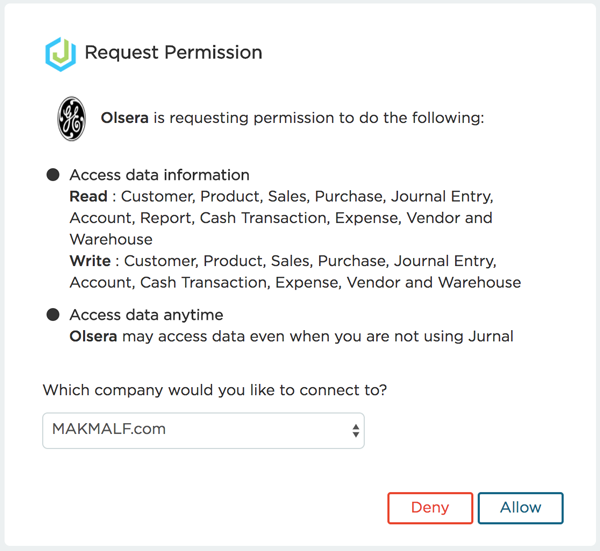 Request Permission
Olsera is requesting permission to do the following:
Access data information
Read : Customer, Product, Sales, Purchase, Journal Entry,
Account, Report, Cash Transaction, Expense, Vendor and
Warehouse
Write : Customer, Product, Sales, Purchase, Journal Entry,
Account, Cash Transaction, Expense, Vendor and Warehouse
Access data anytime
Olsera may access data even when you are not using Jurnal
Which company would you like to connect to?
MAKMALF.com
Deny Allow